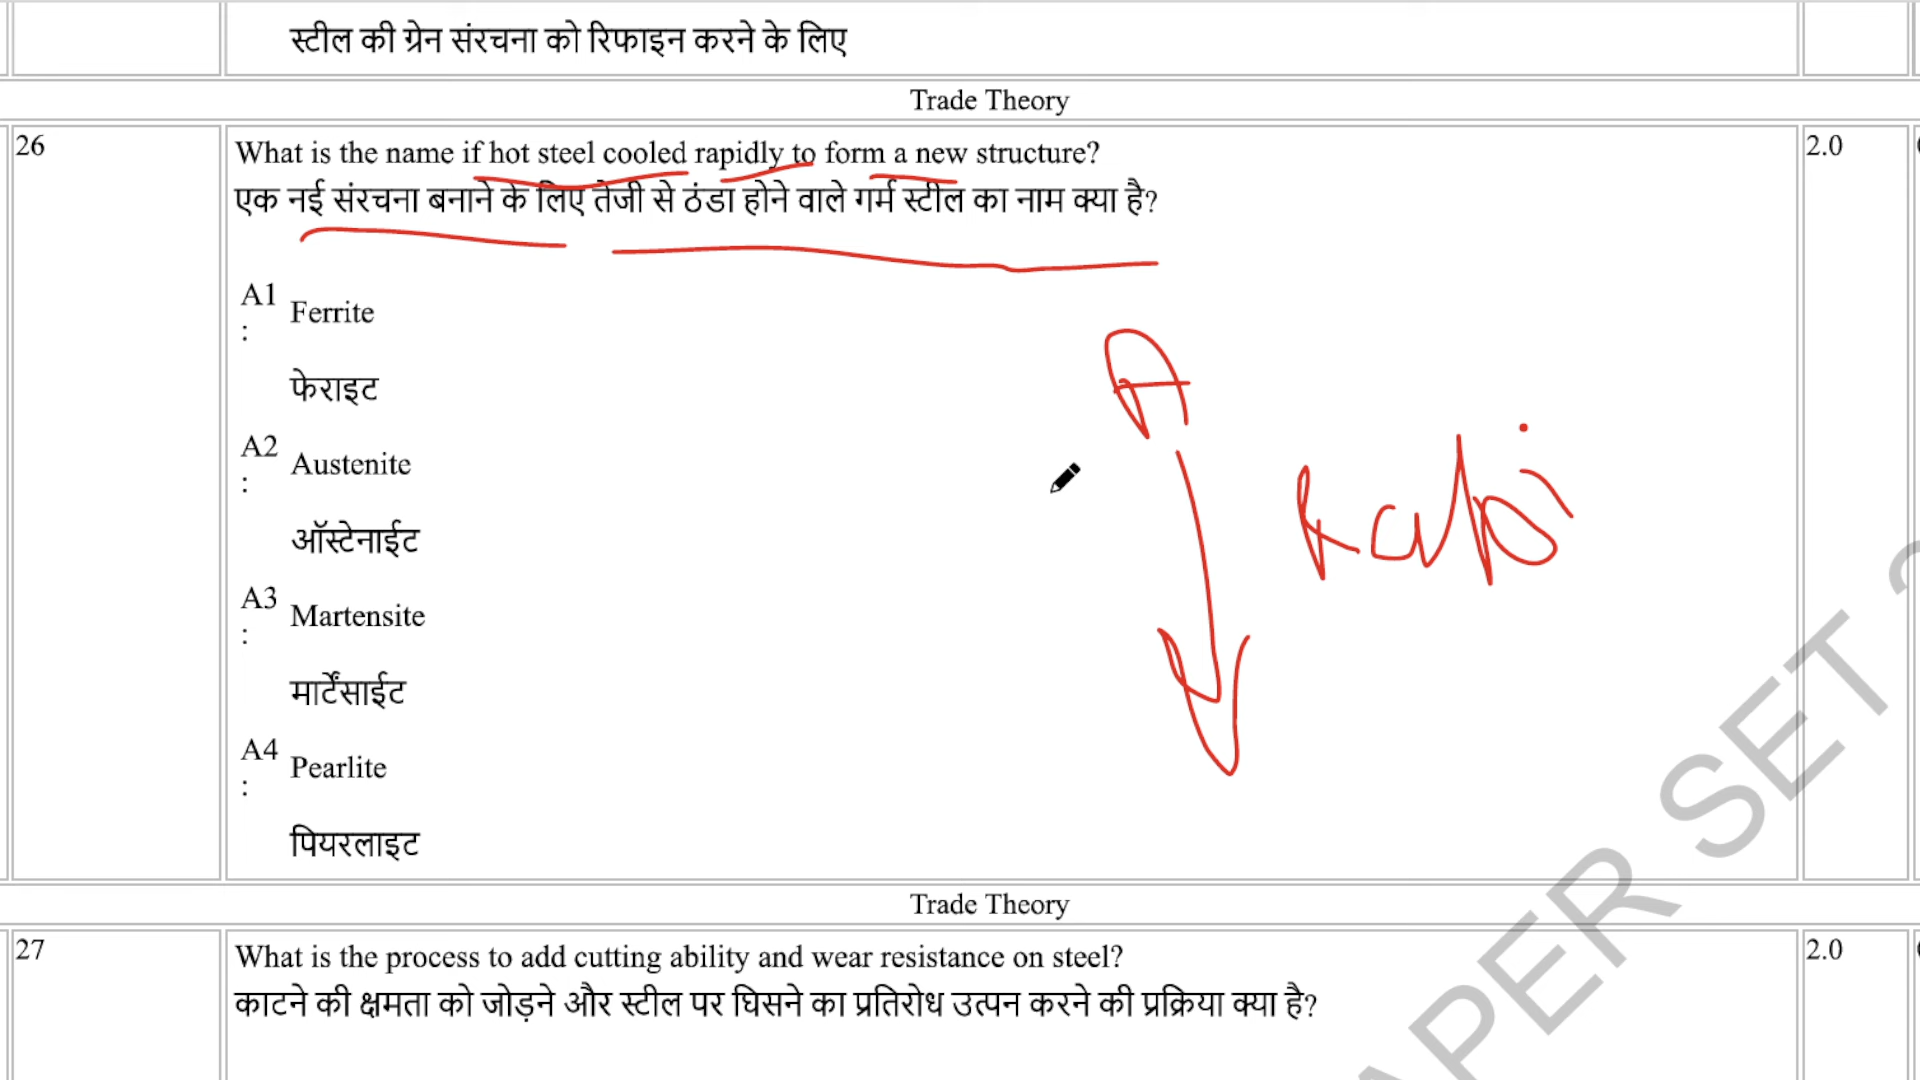 स्टील की ग्रेन संरचना को रिफाइन करने के लिए
Trade Theory
26
What is the name if hot steel cooled rapidly to form a new structure?
2.0
एक नई संरचना बनाने के लिए तेजी से ठंडा होने वाले गर्म स्टील का नाम क्या है?
A1
:
Ferrite
फेराइट
A2
:
Austenite
ऑस्टेनाईट
A3
:
Martensite
मार्टेंसाईट
A4
:
Pearlite
पियरलाइट
A
Trade Theory
27
What is the process to add cutting ability and wear resistance on steel?
2.0
काटने की क्षमता को जोड़ने और स्टील पर घिसने का प्रतिरोध उत्पन करने की प्रक्रिया क्या है?
APER SET